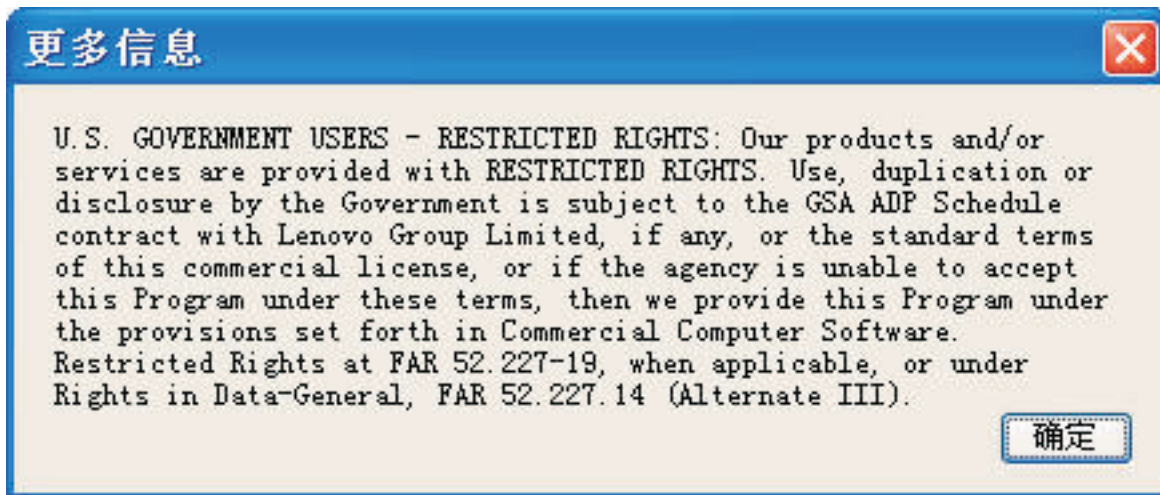 更多信息
U.S. GOVERNMENT USERS - RESTRICTED RIGHTS: Our products and/or
services are provided with RESTRICTED RIGHTS. Use, duplication or
disclosure by the Government is subject to the GSA ADP Schedule
contract with Lenovo Group Limited, if any, or the standard terms
of this commercial license, or if the agency is unable to accept
this Program under these terms, then we provide this Program under
the provisions set forth in Commercial Computer Software.
Restricted Rights at FAR 52.227-19, when applicable, or under
Rights in Data-General, FAR 52.227.14 (Alternate III).
确定